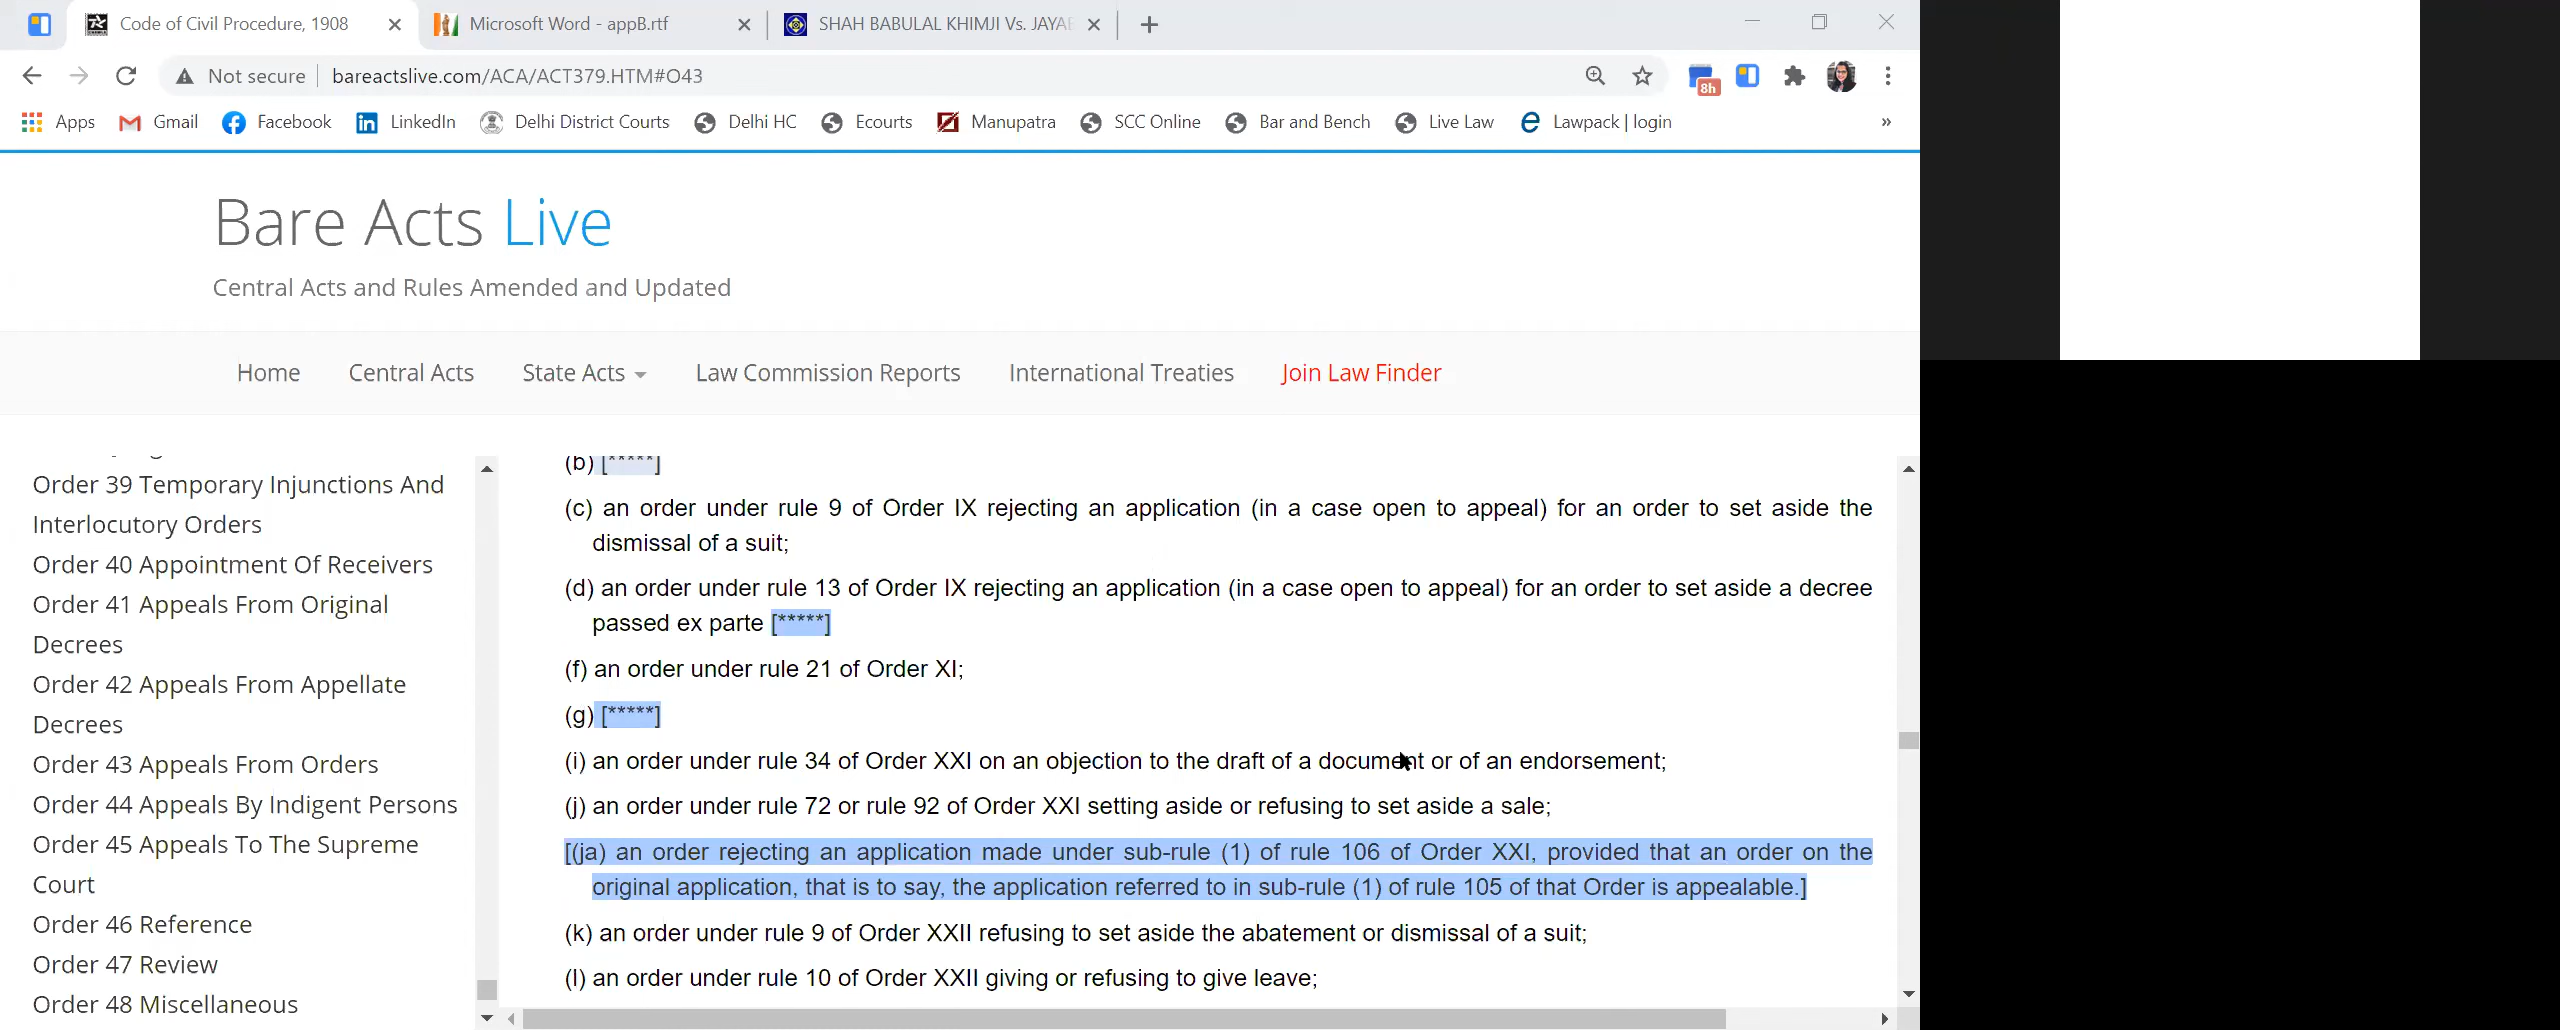 Code of Civil Procedure, 1908
Microsoft Word - appB.rtf
SHAH BABULAL KHIMJI Vs. JAYAB
Not secure
bareactslive.com/ACA/ACT379.HTM#O43
8h
Apps
Gmail
Facebook
LinkedIn
Delhi District Courts
Delhi HC
Ecourts
Manupatra
SCC Online
Bar and Bench
Live Law
Lawpack | login
»
Bare Acts Live
Central Acts and Rules Amended and Updated
Home
Central Acts
State Acts
Law Commission Reports
International Treaties
Join Law Finder
Order 39 Temporary Injunctions And
Interlocutory Orders
Order 40 Appointment Of Receivers
Order 41 Appeals From Original
Decrees
Order 42 Appeals From Appellate
Decrees
Order 43 Appeals From Orders
Order 44 Appeals By Indigent Persons
Order 45 Appeals To The Supreme
Court
Order 46 Reference
Order 47 Review
Order 48 Miscellaneous
(b) [*****]
(c) an order under rule 9 of Order IX rejecting an application (in a case open to appeal) for an order to set aside the
dismissal of a suit;
(d) an order under rule 13 of Order IX rejecting an application (in a case open to appeal) for an order to set aside a decree
passed ex parte [*****]
(f) an order under rule 21 of Order XI;
(g) [*****]
(i) an order under rule 34 of Order XXI on an objection to the draft of a document or of an endorsement;
(j) an order under rule 72 or rule 92 of Order XXI setting aside or refusing to set aside a sale;
[(ja) an order rejecting an application made under sub-rule (1) of rule 106 of Order XXI, provided that an order on the
original application, that is to say, the application referred to in sub-rule (1) of rule 105 of that Order is appealable.]
(k) an order under rule 9 of Order XXII refusing to set aside the abatement or dismissal of a suit;
(l) an order under rule 10 of Order XXII giving or refusing to give leave;